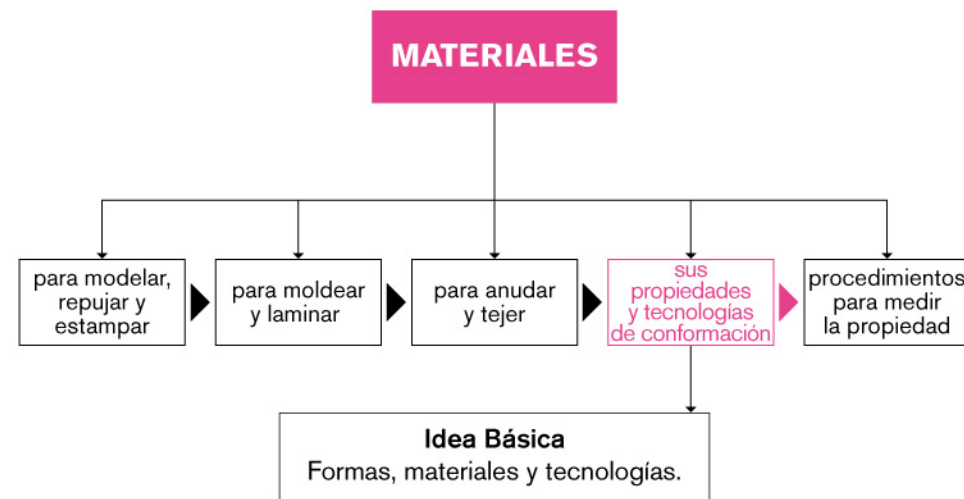 MATERIALES
para modelar,
repujar y
estampar
para moldear
y laminar
para anudar
y tejer
sus
propiedades
y tecnologías
de conformación
procedimientos
para medir
la propiedad
Idea Básica
Formas, materiales y tecnologías.